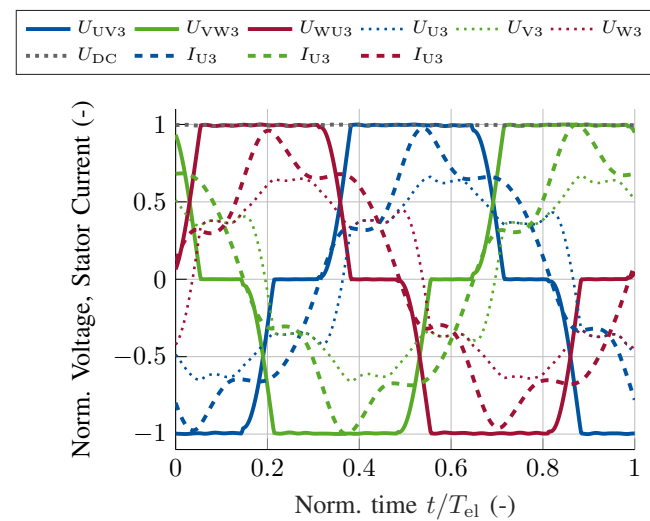 U_UV3 U_VW3 U_WU3 U_U3 U_V3 U_W3
U_DC I_U3 I_U3 I_U3
Norm. Voltage, Stator Current (-)
1
0.5
0
−0.5
−1
0 0.2 0.4 0.6 0.8 1
Norm. time t/T_el (-)